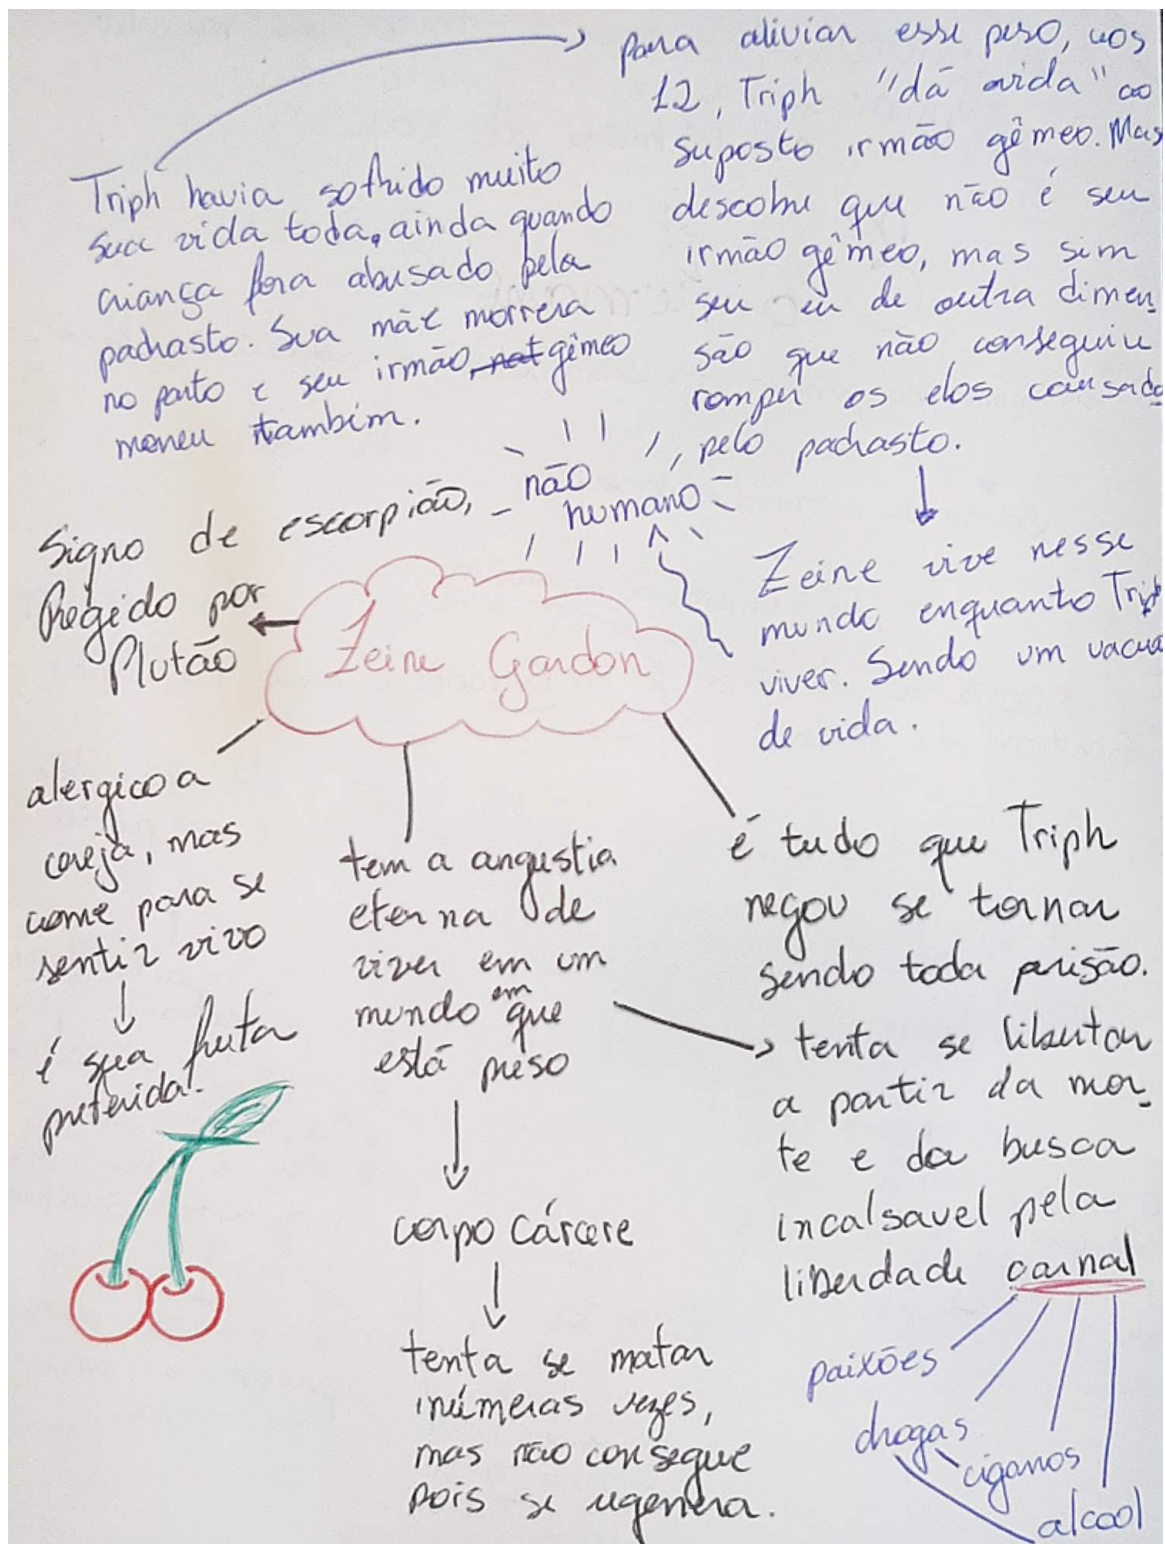 para aliviar esse peso, aos
12, Triph "dá vida" ao
suposto irmão gêmeo. Mas
descobre que não é seu
irmão gêmeo, mas sim
seu eu de outra dimen-
são que não conseguiu
romper os elos causado
pelo padrasto.
Triph havia sofrido muito
sua vida toda, ainda quando
criança fora abusado pela
padrasto. Sua mãe morrera
no parto e seu irmão, gêmeo
morreu também.
não
humano
Zeine vive nesse
mundo enquanto Triph
viver. Sendo um vacuo
de vida.
Signo de escorpião,
Regido por
Plutão
Zeine Gardon
alergico a
cereja, mas
come para se
sentir vivo
é sua fruta
preferida.
tem a angustia
eterna de
viver em um
mundo em que
está preso
corpo cárcere
tenta se matar
inúmeras vezes,
mas não consegue
pois se regenera.
é tudo que Triph
negou se tornar
sendo toda prisão.
tenta se libertar
a partir da mor-
te e da busca
incalsavel pela
liberdade carnal
paixões
drogas
ciganos
alcool